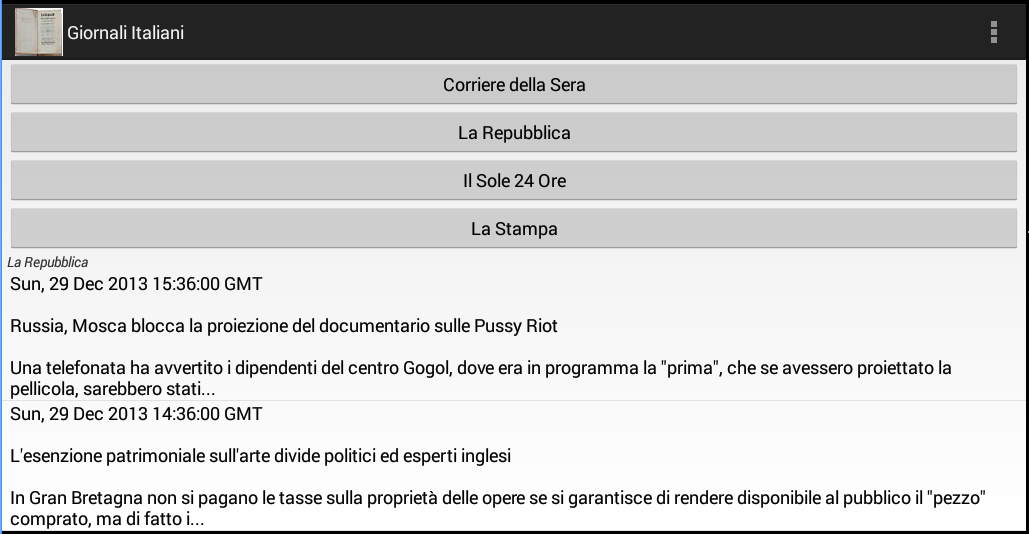 Giornali Italiani
Corriere della Sera
La Repubblica
Il Sole 24 Ore
La Stampa
La Repubblica
Sun, 29 Dec 2013 15:36:00 GMT
Russia, Mosca blocca la proiezione del documentario sulle Pussy Riot
Una telefonata ha avvertito i dipendenti del centro Gogol, dove era in programma la "prima", che se avessero proiettato la
pellicola, sarebbero stati...
Sun, 29 Dec 2013 14:36:00 GMT
L'esenzione patrimoniale sull'arte divide politici ed esperti inglesi
In Gran Bretagna non si pagano le tasse sulla proprietà delle opere se si garantisce di rendere disponibile al pubblico il "pezzo"
comprato, ma di fatto i...